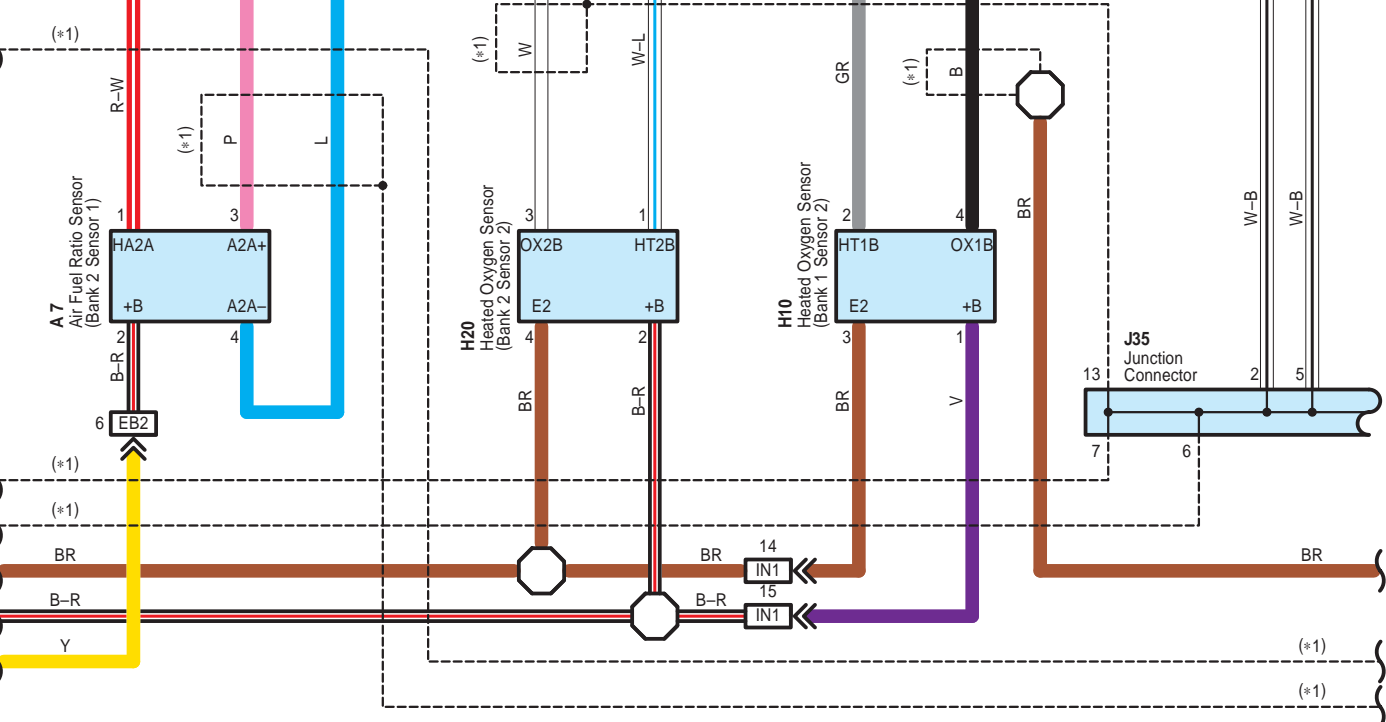 (*1)
R–W
(*1)
P
L
(*1)
W
W–L
GR
(*1)
B
BR
W–B
W–B
A 7
Air Fuel Ratio Sensor
(Bank 2 Sensor 1)
1
3
HA2A
A2A+
+B
A2A–
2
4
B–R
6
EB2
H20
Heated Oxygen Sensor
(Bank 2 Sensor 2)
3
1
OX2B
HT2B
E2
+B
4
2
BR
B–R
H10
Heated Oxygen Sensor
(Bank 1 Sensor 2)
2
4
HT1B
OX1B
E2
+B
3
1
BR
V
J35
Junction
Connector
13
2
5
7
6
(*1)
(*1)
BR
BR
14
IN1
BR
B–R
B–R
15
IN1
Y
(*1)
(*1)